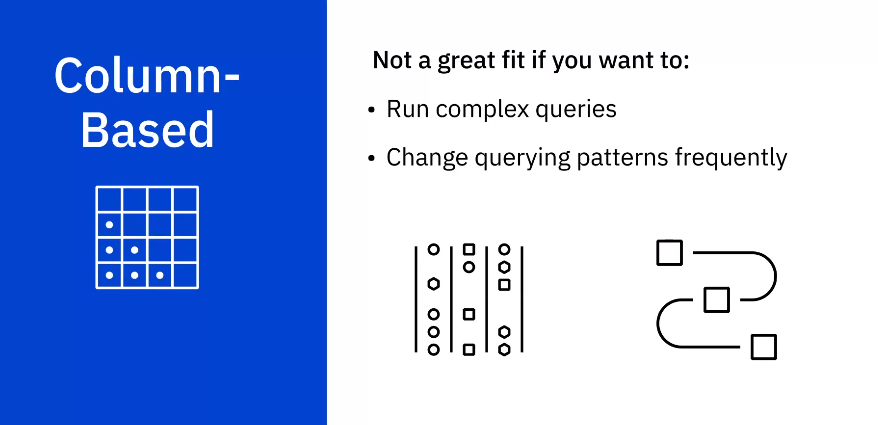 Column-
Based
Not a great fit if you want to:
• Run complex queries
• Change querying patterns frequently